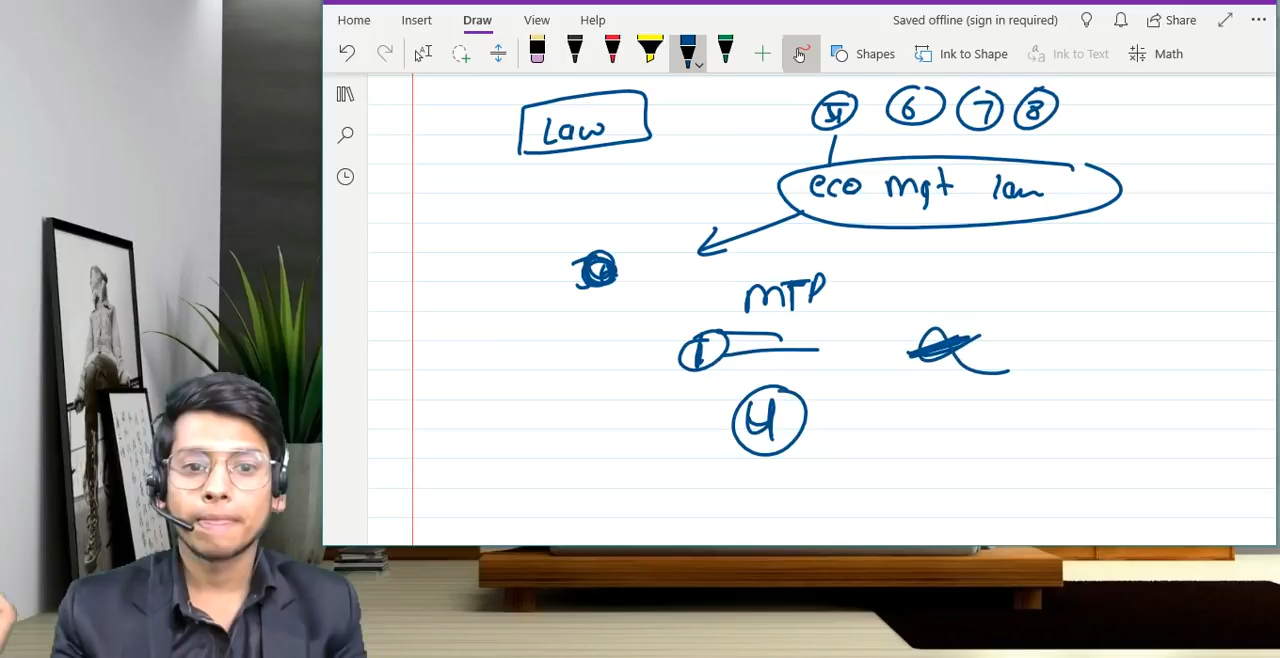 Home Insert Draw View Help Saved offline (sign in required) Share
Shapes Ink to Shape Ink to Text Math
Law 6 7 8
eco mgt law
MTP
1
4